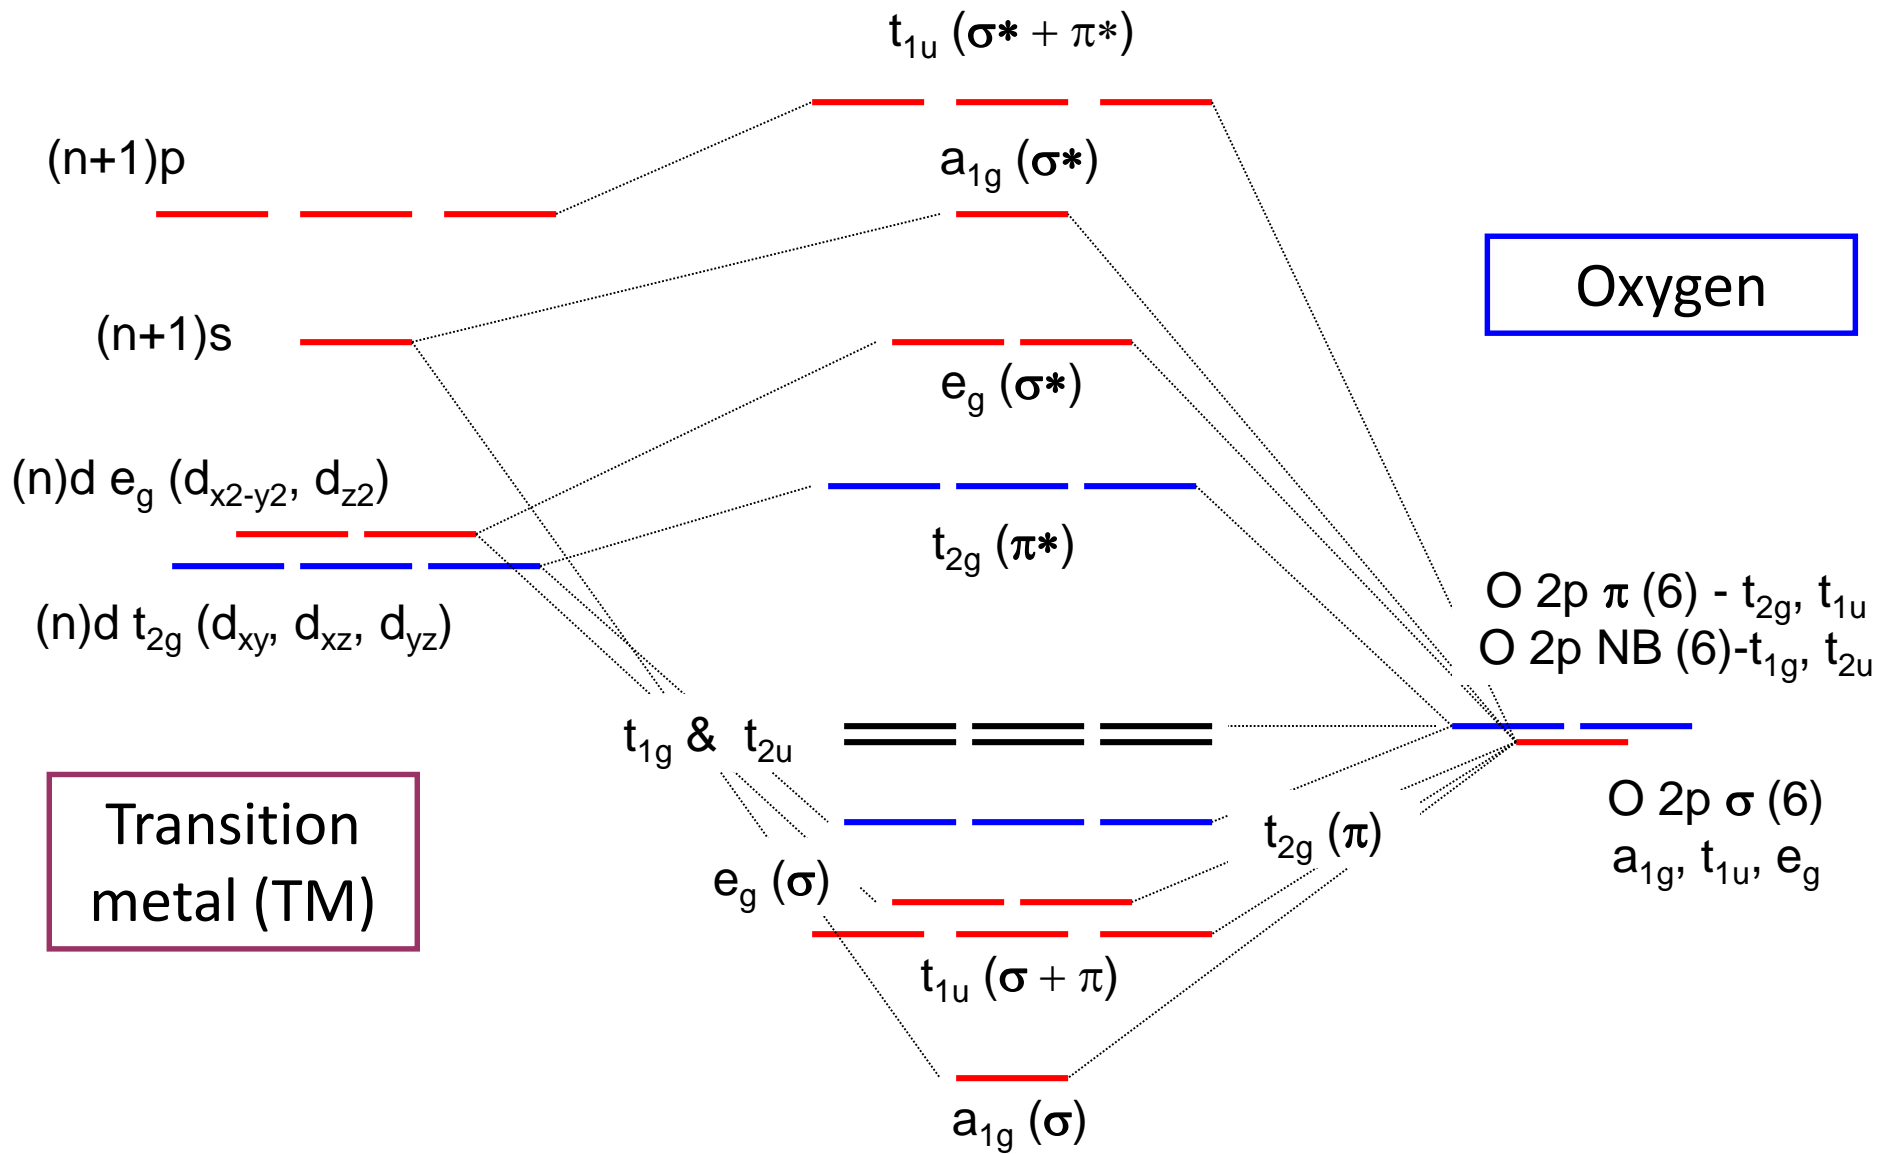 t1u (σ* + π*)
(n+1)p
a1g (σ*)
Oxygen
(n+1)s
eg (σ*)
(n)d eg (dx2-y2, dz2)
t2g (π*)
(n)d t2g (dxy, dxz, dyz)
O 2p π (6) - t2g, t1u
O 2p NB (6)-t1g, t2u
t1g & t2u
Transition
metal (TM)
O 2p σ (6)
a1g, t1u, eg
t2g (π)
eg (σ)
t1u (σ + π)
a1g (σ)